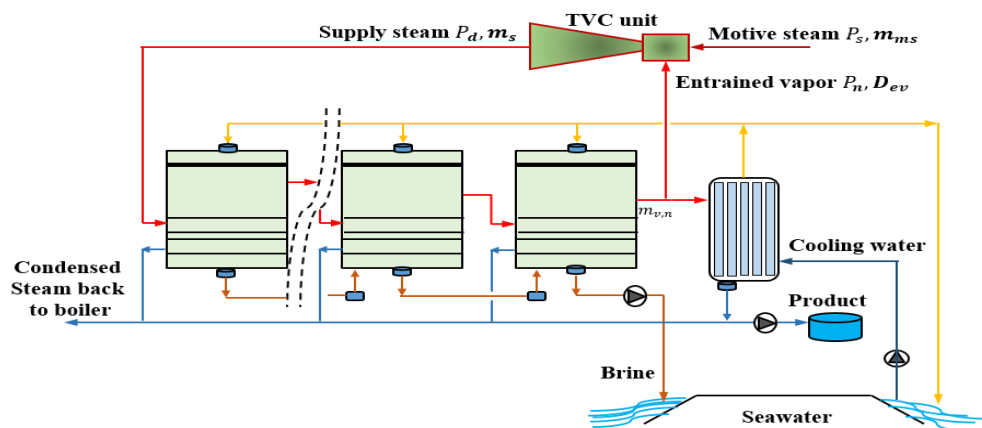 TVC unit
Supply steam P_d, m_s
Motive steam P_s, m_ms
Entrained vapor P_n, D_ev
m_v,n
Cooling water
Condensed
Steam back
to boiler
Product
Brine
Seawater